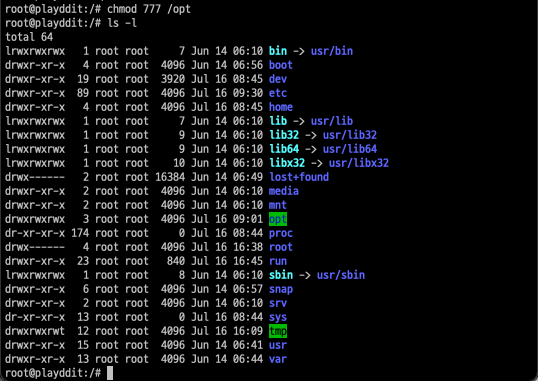 root@playddit:/# chmod 777 /opt
root@playddit:/# ls -l
total 64
lrwxrwxrwx   1 root root     7 Jun 14 06:10 bin -> usr/bin
drwxr-xr-x   4 root root  4096 Jun 14 06:56 boot
drwxr-xr-x  19 root root  3920 Jul 16 08:45 dev
drwxr-xr-x  89 root root  4096 Jul 16 09:30 etc
drwxr-xr-x   4 root root  4096 Jul 16 08:45 home
lrwxrwxrwx   1 root root     7 Jun 14 06:10 lib -> usr/lib
lrwxrwxrwx   1 root root     9 Jun 14 06:10 lib32 -> usr/lib32
lrwxrwxrwx   1 root root     9 Jun 14 06:10 lib64 -> usr/lib64
lrwxrwxrwx   1 root root    10 Jun 14 06:10 libx32 -> usr/libx32
drwx------   2 root root 16384 Jun 14 06:49 lost+found
drwxr-xr-x   2 root root  4096 Jun 14 06:10 media
drwxr-xr-x   2 root root  4096 Jun 14 06:10 mnt
drwxrwxrwx   3 root root  4096 Jul 16 09:01 opt
dr-xr-xr-x 174 root root     0 Jul 16 08:44 proc
drwx------   4 root root  4096 Jul 16 16:38 root
drwxr-xr-x  23 root root   840 Jul 16 16:45 run
lrwxrwxrwx   1 root root     8 Jun 14 06:10 sbin -> usr/sbin
drwxr-xr-x   6 root root  4096 Jun 14 06:57 snap
drwxr-xr-x   2 root root  4096 Jun 14 06:10 srv
dr-xr-xr-x  13 root root     0 Jul 16 08:44 sys
drwxrwxrwt  12 root root  4096 Jul 16 16:09 tmp
drwxr-xr-x  15 root root  4096 Jun 14 06:41 usr
drwxr-xr-x  13 root root  4096 Jun 14 06:44 var
root@playddit:/#